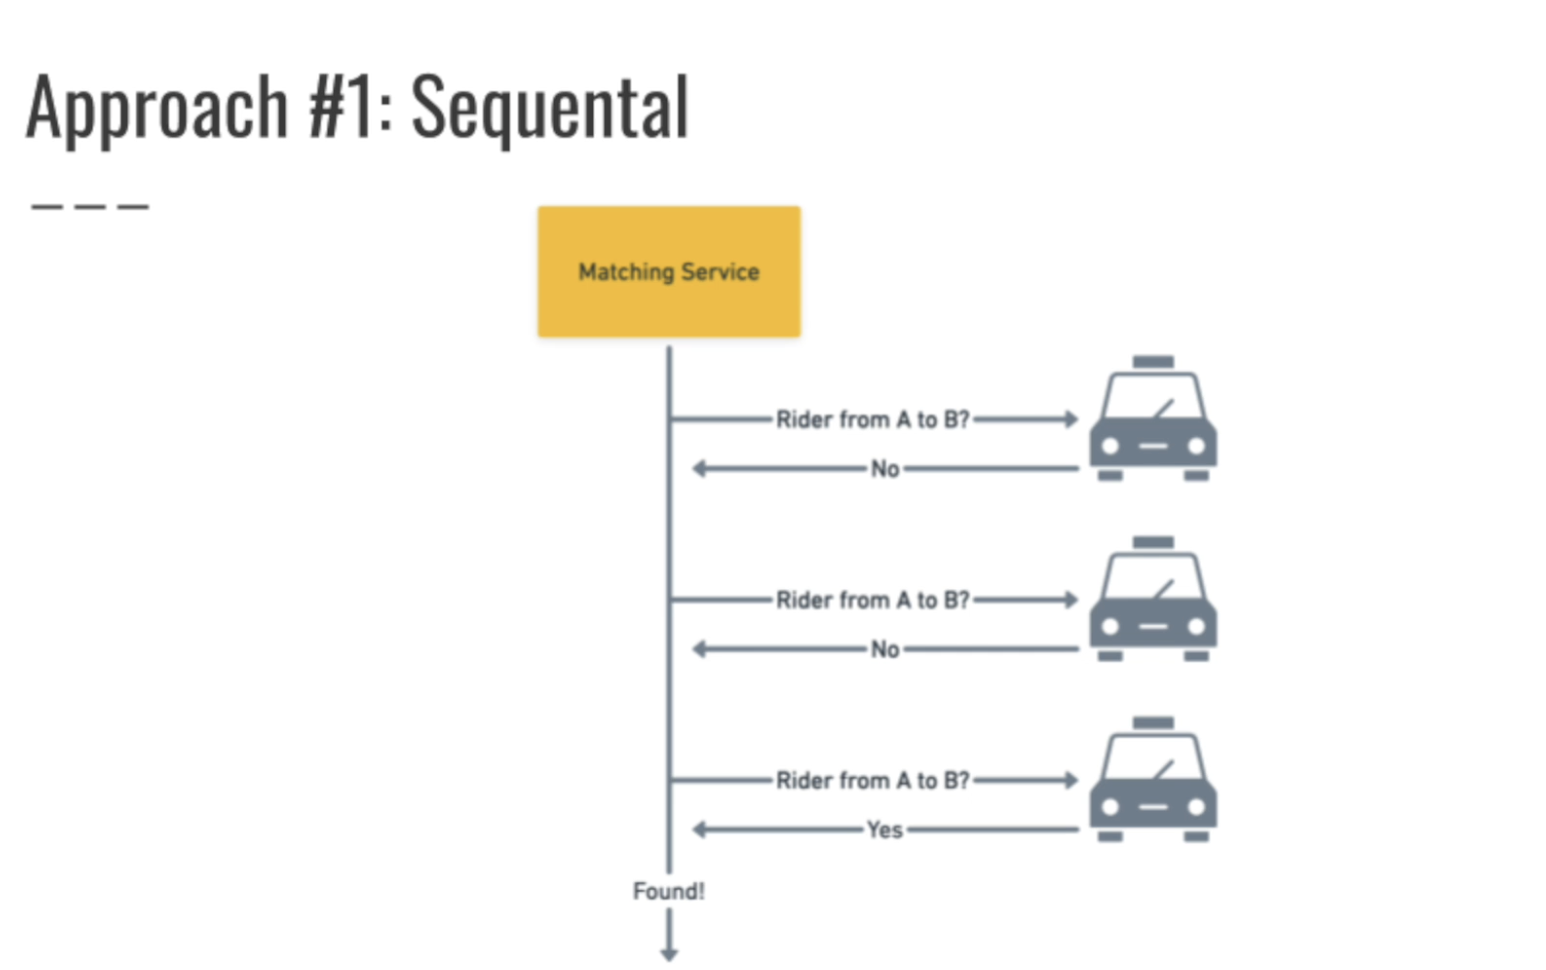 Approach #1: Sequental
Matching Service
Rider from A to B?
No
Rider from A to B?
No
Rider from A to B?
Yes
Found!